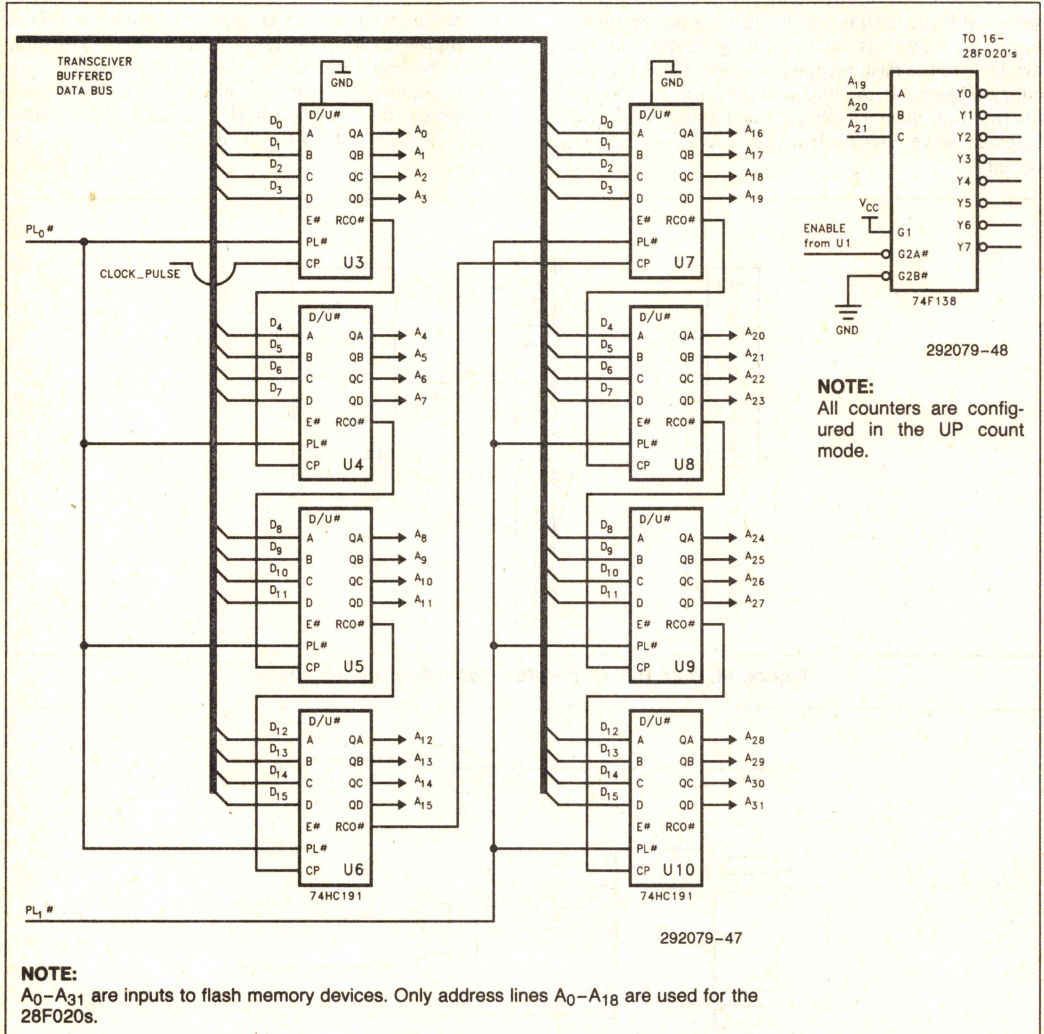 TRANSCEIVER
BUFFERED
DATA BUS
GND
D/U#
D0 A QA A0
D1 B QB A1
D2 C QC A2
D3 D QD A3
E# RCO#
PL0# PL#
CLOCK_PULSE CP U3
D/U#
D4 A QA A4
D5 B QB A5
D6 C QC A6
D7 D QD A7
E# RCO#
PL#
CP U4
D/U#
D8 A QA A8
D9 B QB A9
D10 C QC A10
D11 D QD A11
E# RCO#
PL#
CP U5
D/U#
D12 A QA A12
D13 B QB A13
D14 C QC A14
D15 D QD A15
E# RCO#
PL#
CP U6
74HC191
PL1#
GND
D/U#
D0 A QA A16
D1 B QB A17
D2 C QC A18
D3 D QD A19
E# RCO#
PL#
CP U7
D/U#
D4 A QA A20
D5 B QB A21
D6 C QC A22
D7 D QD A23
E# RCO#
PL#
CP U8
D/U#
D8 A QA A24
D9 B QB A25
D10 C QC A26
D11 D QD A27
E# RCO#
PL#
CP U9
D/U#
D12 A QA A28
D13 B QB A29
D14 C QC A30
D15 D QD A31
E# RCO#
PL#
CP U10
74HC191
292079-47
TO 16-
28F020's
A19 A Y0
A20 B Y1
A21 C Y2
Y3
Y4
VCC Y5
G1 Y6
ENABLE
from U1 G2A# Y7
G2B#
74F138
GND
292079-48
NOTE:
All counters are config-
ured in the UP count
mode.
NOTE:
A0–A31 are inputs to flash memory devices. Only address lines A0–A18 are used for the
28F020s.